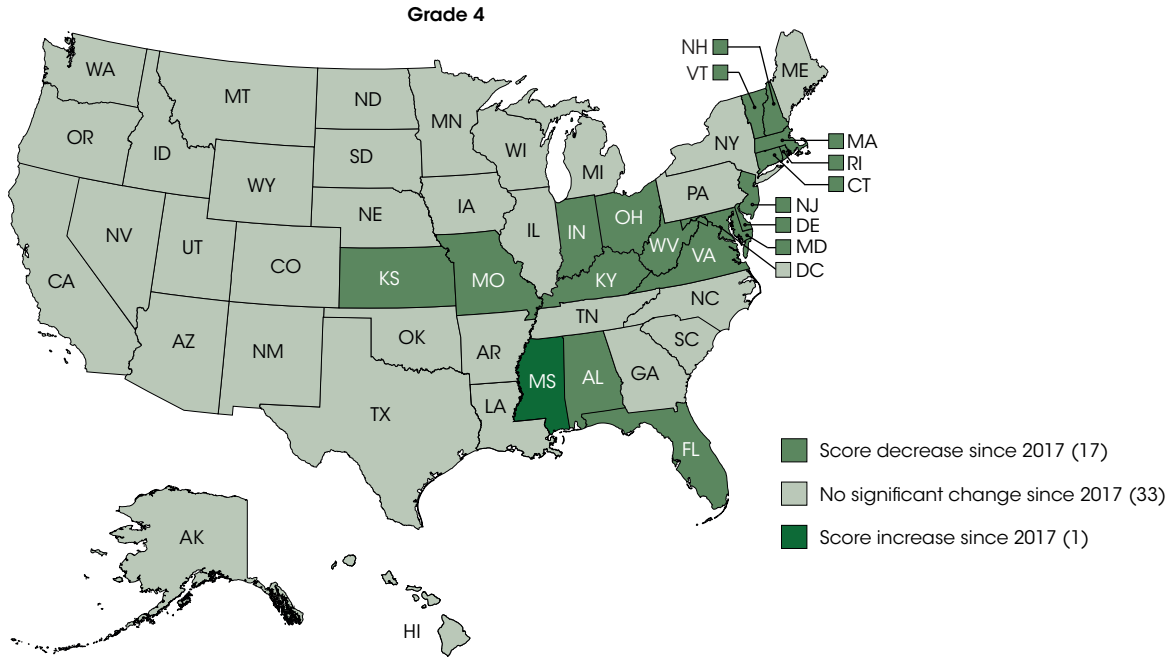 Grade 4
NH
VT
ME
WA
MT
ND
MN
OR
ID
SD
WI
NY
MA
RI
CT
WY
MI
PA
NJ
NE
IA
OH
DE
NV
UT
IL
IN
WV
VA
MD
CO
KS
MO
KY
DC
CA
NC
TN
OK
SC
AZ
NM
AR
MS
AL
GA
TX
LA
FL
Score decrease since 2017 (17)
No significant change since 2017 (33)
Score increase since 2017 (1)
AK
HI